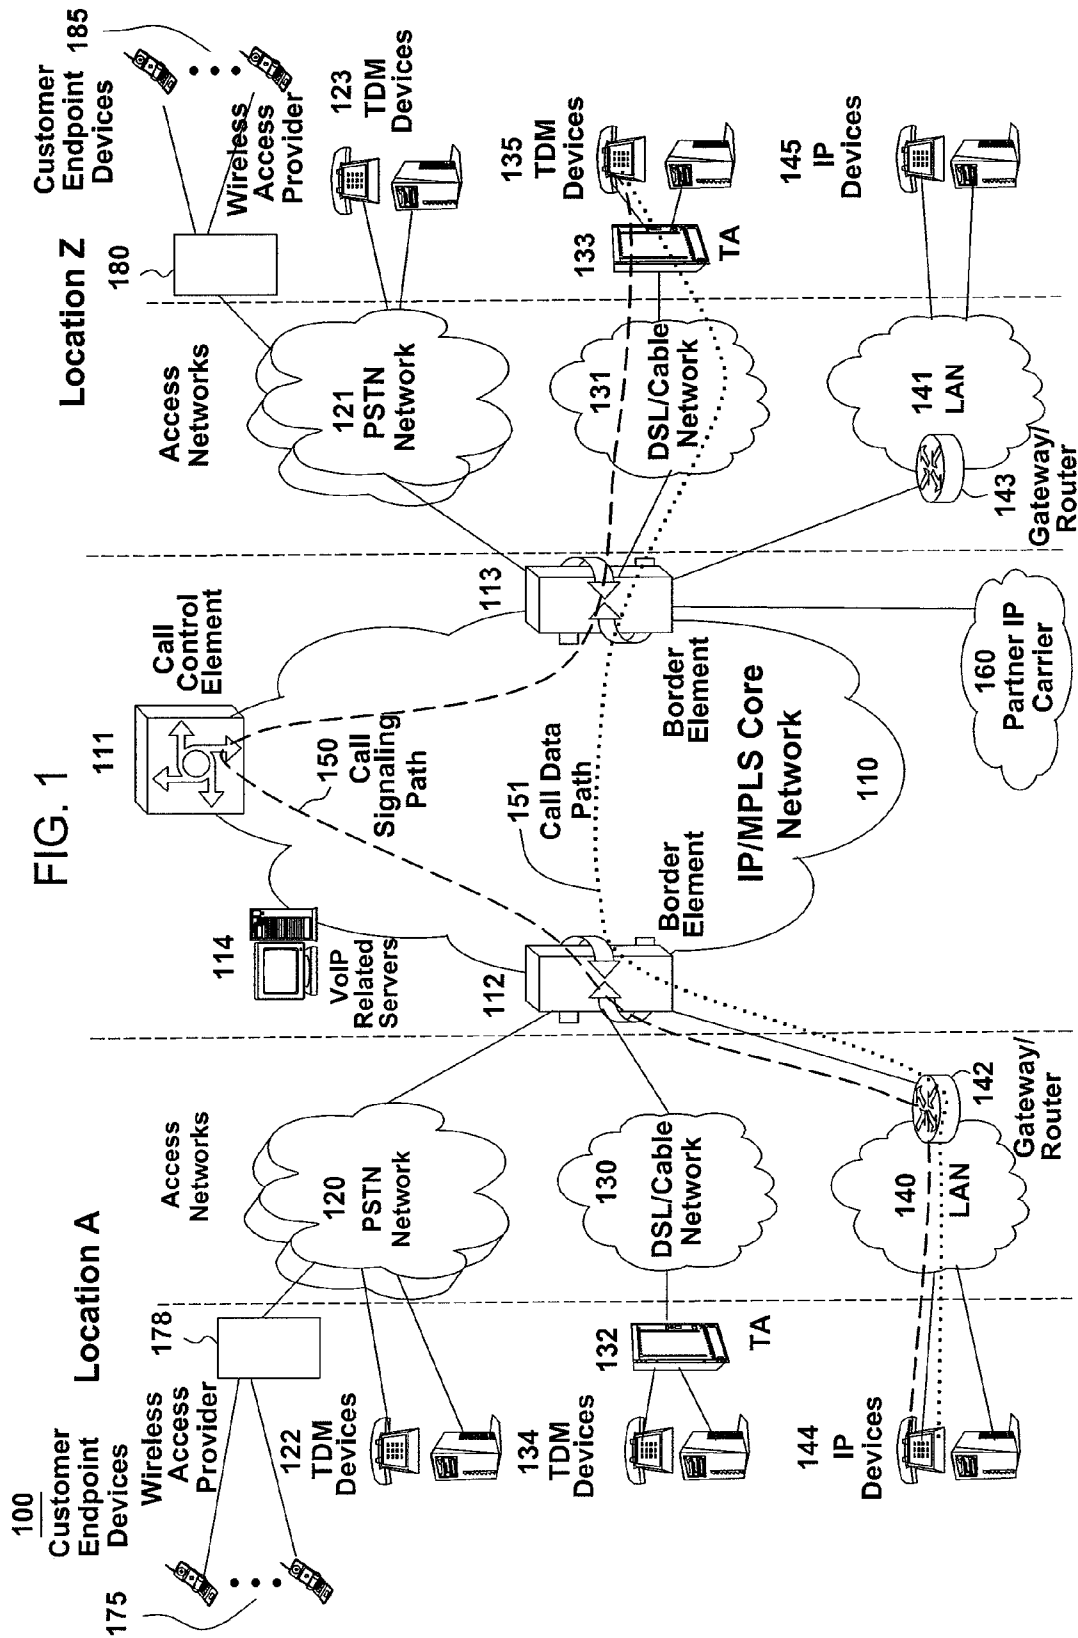 FIG. 1
100
Customer
Endpoint
Devices
175
Location A
Wireless
Access
Provider
178
Access
Networks
122
TDM
Devices
120
PSTN
Network
134
TDM
Devices
132
TA
130
DSL/Cable
Network
144
IP
Devices
140
LAN
142
Gateway/
Router
114
VoIP
Related
Servers
111
Call
Control
Element
150
Call
Signaling
Path
151
Call Data
Path
112
Border
Element
113
Border
Element
IP/MPLS Core
Network
110
160
Partner IP
Carrier
Location Z
Access
Networks
121
PSTN
Network
180
Customer
Endpoint
Devices
185
Wireless
Access
Provider
123
TDM
Devices
131
DSL/Cable
Network
133
TA
135
TDM
Devices
141
LAN
143
Gateway/
Router
145
IP
Devices